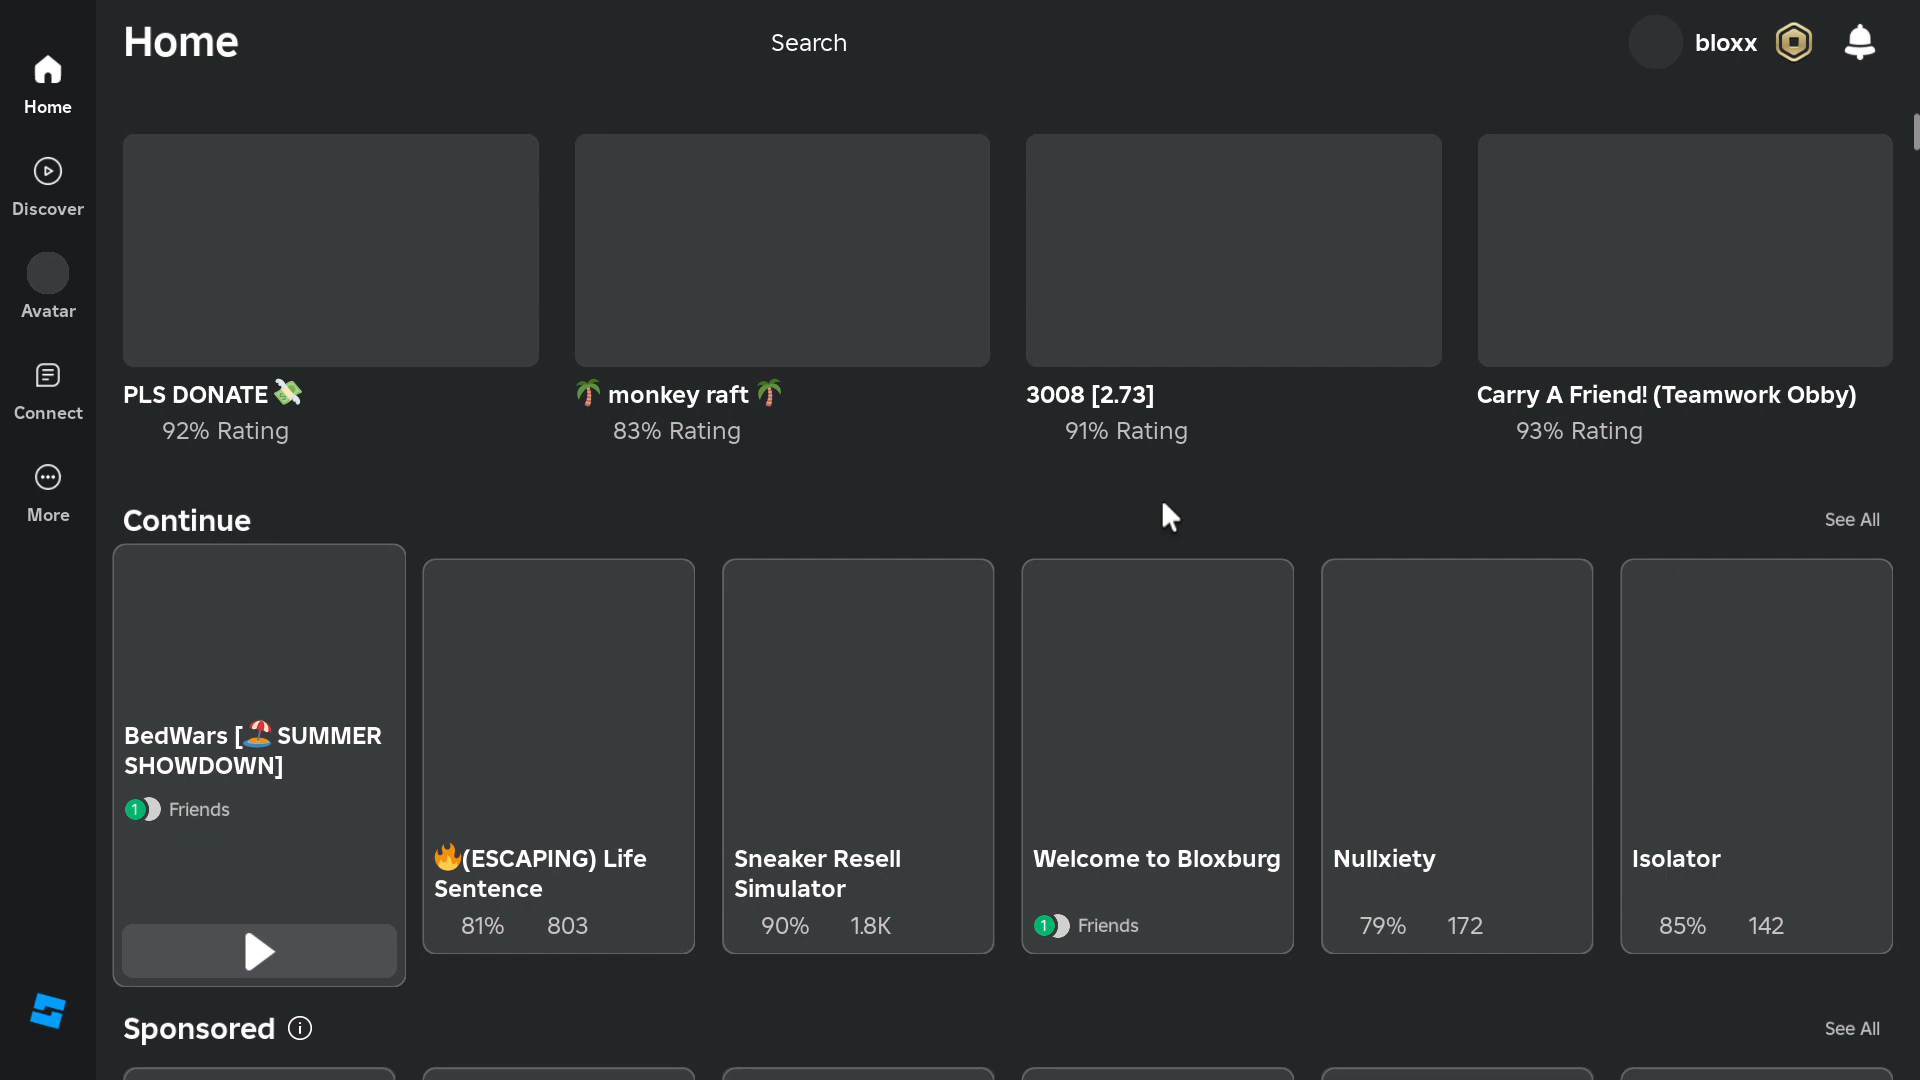 Home
Search
bloxx
Home
Discover
Avatar
Connect
More
PLS DONATE 💸
92% Rating
🌴 monkey raft 🌴
83% Rating
3008 [2.73]
91% Rating
Carry A Friend! (Teamwork Obby)
93% Rating
Continue
See All
BedWars [🏖️SUMMER
SHOWDOWN]
1 Friends
🔥(ESCAPING) Life
Sentence
81% 803
Sneaker Resell
Simulator
90% 1.8K
Welcome to Bloxburg
1 Friends
Nullxiety
79% 172
Isolator
85% 142
Sponsored
See All